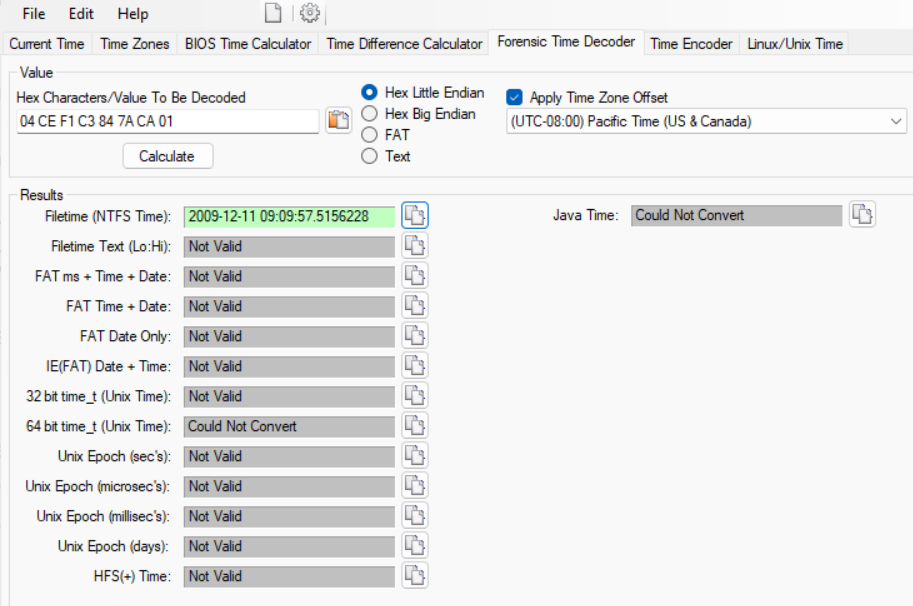 File Edit Help
Current Time Time Zones BIOS Time Calculator Time Difference Calculator Forensic Time Decoder Time Encoder Linux/Unix Time
Value
Hex Characters/Value To Be Decoded
04 CE F1 C3 84 7A CA 01
Calculate
Hex Little Endian
Hex Big Endian
FAT
Text
Apply Time Zone Offset
(UTC-08:00) Pacific Time (US & Canada)
Results
Filetime (NTFS Time): 2009-12-11 09:09:57.5156228
Filetime Text (Lo:Hi): Not Valid
FAT ms + Time + Date: Not Valid
FAT Time + Date: Not Valid
FAT Date Only: Not Valid
IE(FAT) Date + Time: Not Valid
32 bit time_t (Unix Time): Not Valid
64 bit time_t (Unix Time): Could Not Convert
Unix Epoch (sec's): Not Valid
Unix Epoch (microsec's): Not Valid
Unix Epoch (millisec's): Not Valid
Unix Epoch (days): Not Valid
HFS(+) Time: Not Valid
Java Time: Could Not Convert